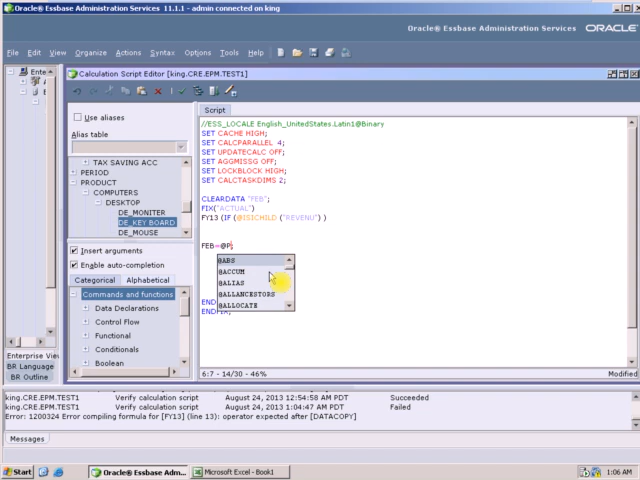 Oracle® Essbase Administration Services 11.1.1 - admin connected on king
Oracle® Essbase Administration Services ORACLE
File Edit View Organize Actions Syntax Options Tools Help
Ente
Calculation Script Editor [king.CRE.EPM.TEST1]
Use aliases
Alias table
TAX SAVING ACC
PERIOD
PRODUCT
COMPUTERS
DESKTOP
DE_MONITER
DE_KEY BOARD
Insert arguments
Enable auto-completion
Categorical Alphabetical
Commands and functions
Data Declarations
Control Flow
Functional
Conditionals
Boolean
Script
//ESS_LOCALE English_UnitedStates.Latin1@Binary
SET CACHE HIGH;
SET CALCPARALLEL 4;
SET UPDATECALC OFF;
SET AGGMISSG OFF;
SET LOCKBLOCK HIGH;
SET CALCTASKDIMS 2;
CLEARDATA "FEB";
FIX("ACTUAL")
FY13 (IF (@ISICHILD ("REVENU") )
FEB=@P;
@ABS
@ACCUM
@ALIAS
@ALLANCESTORS
@ALLOCATE
END
6:7 - 14/30 - 46%
Modified
Enterprise View
BR Language
BR Outline
king.CRE.EPM.TEST1 Verify calculation script August 24, 2013 12:54:58 AM PDT Succeeded
king.CRE.EPM.TEST1 Verify calculation script August 24, 2013 1:04:47 AM PDT Failed
Error: 1200324 Error compiling formula for [FY13] (line 13): operator expected after [DATACOPY]
Messages
Start Oracle® Essbase Adm... Microsoft Excel - Book1 1:06 AM